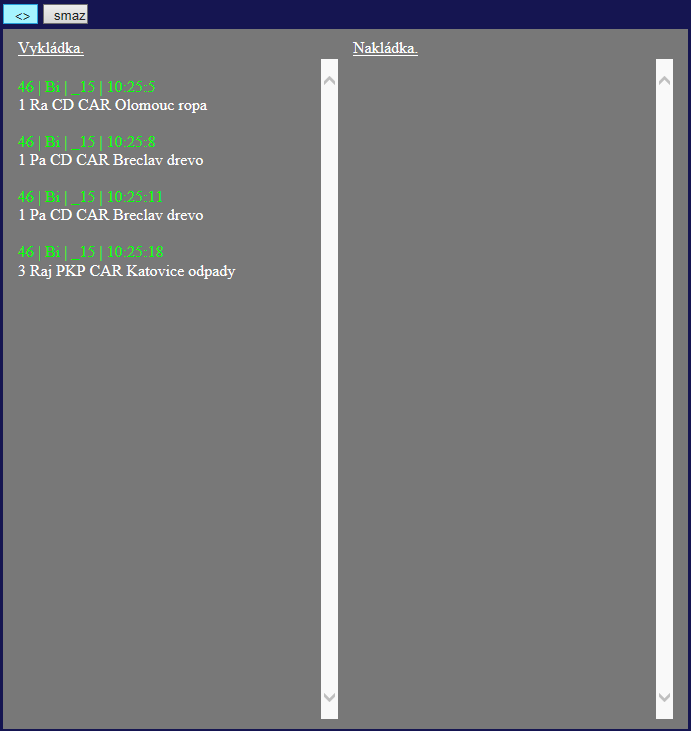 <> smaz
Vykládka.
46 | Bi | _15 | 10:25:5
1 Ra CD CAR Olomouc ropa
46 | Bi | _15 | 10:25:8
1 Pa CD CAR Breclav drevo
46 | Bi | _15 | 10:25:11
1 Pa CD CAR Breclav drevo
46 | Bi | _15 | 10:25:18
3 Raj PKP CAR Katovice odpady
Nakládka.